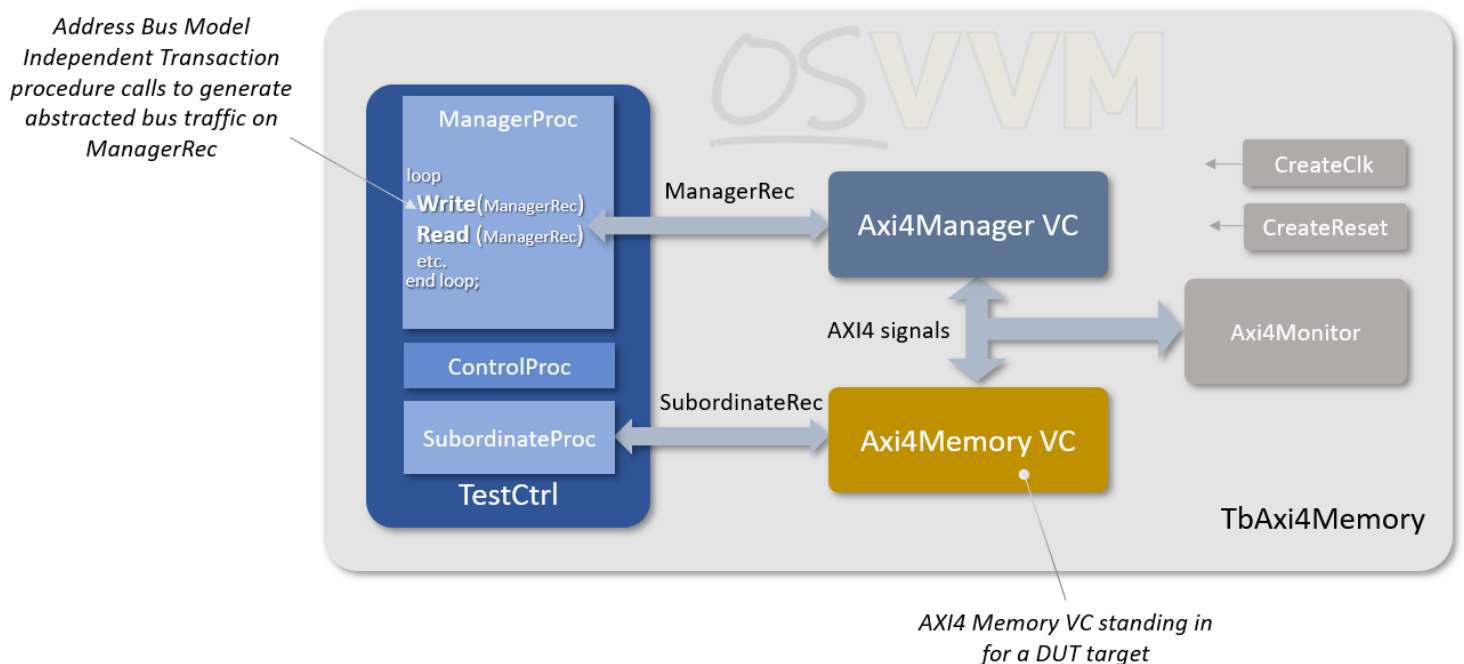 Address Bus Model
Independent Transaction
procedure calls to generate
abstracted bus traffic on
ManagerRec
OSVVM
ManagerProc
loop
Write(ManagerRec)
Read (ManagerRec)
etc.
end loop;
ControlProc
SubordinateProc
TestCtrl
ManagerRec
SubordinateRec
Axi4Manager VC
AXI4 signals
Axi4Memory VC
CreateClk
CreateReset
Axi4Monitor
TbAxi4Memory
AXI4 Memory VC standing in
for a DUT target